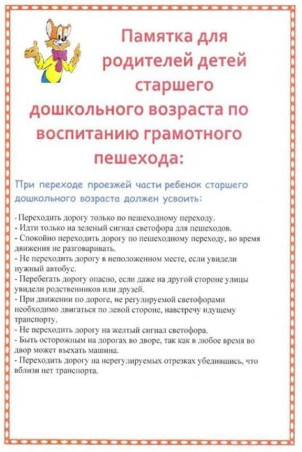 Памятка для
родителей детей
старшего
дошкольного возраста по
воспитанию грамотного
пешехода:
При переходе проезжей части ребенок старшего
дошкольного возраста должен усвоить:
- Переходить дорогу только по пешеходному переходу.
- Идти только на зеленый сигнал светофора для пешеходов.
- Спокойно переходить дорогу по пешеходному переходу, во время
движения не разговаривать.
- Не переходить дорогу в неположенном месте, если увидели
нужный автобус.
- Перебегать дорогу опасно, если даже на другой стороне улицы
увидели родственников или друзей.
- При движении по дороге, не регулируемой светофорами
необходимо двигаться по левой стороне, навстречу идущему
транспорту.
- Не переходить дорогу на желтый сигнал светофора.
- Быть осторожным на дорогах во дворе, так как в любое время во
двор может въехать машина.
- Переходить дорогу на нерегулируемых отрезках убедившись, что
вблизи нет транспорта.